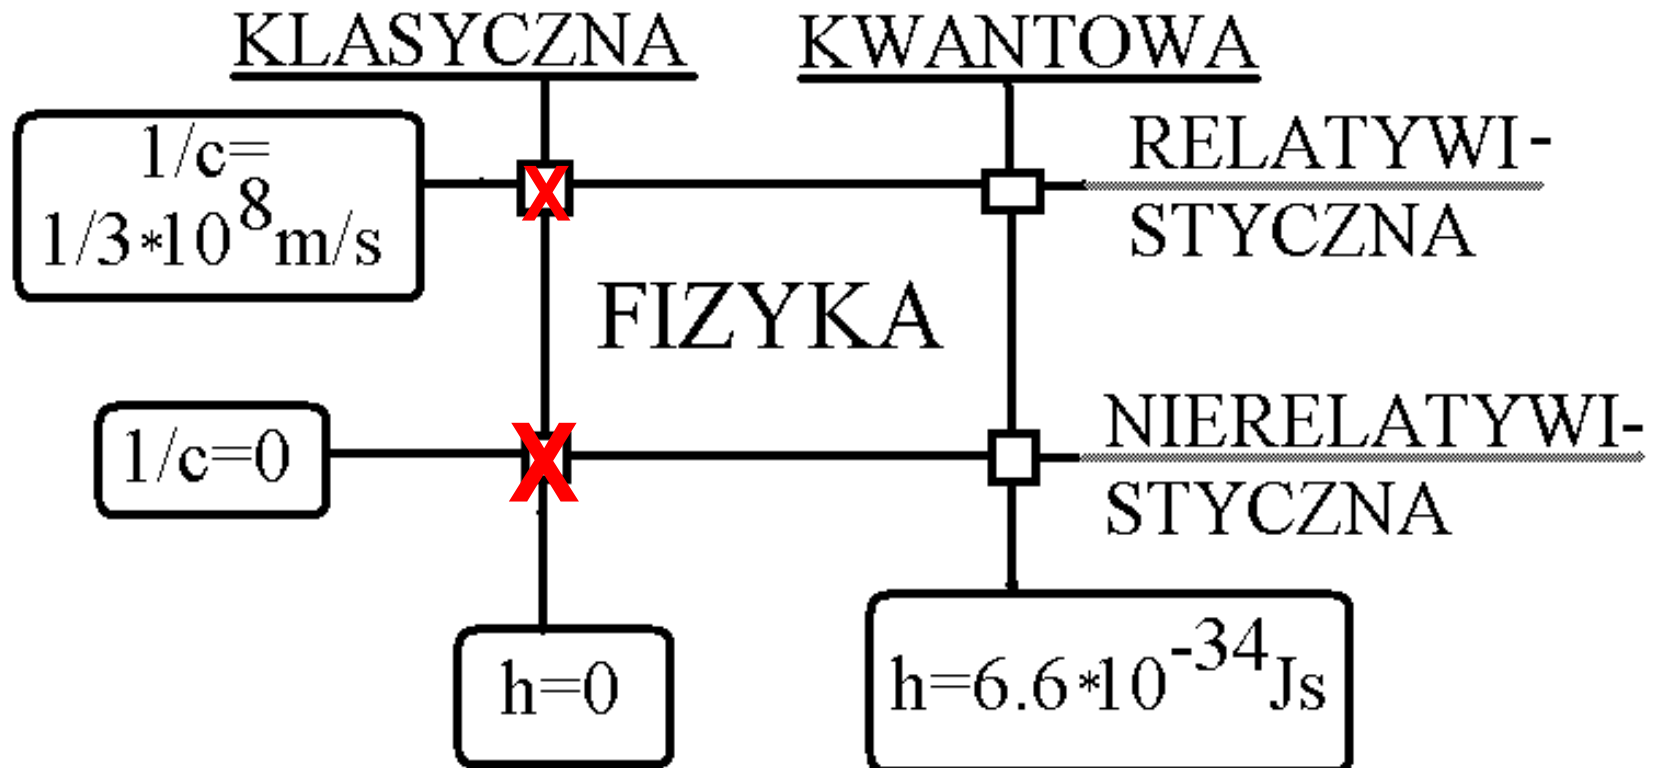 KLASYCZNA
KWANTOWA
1/c=
1/3*10⁸m/s
X
RELATYWI-
STYCZNA
FIZYKA
1/c=0
X
NIERELATYWI-
STYCZNA
h=0
h=6.6*10⁻³⁴Js